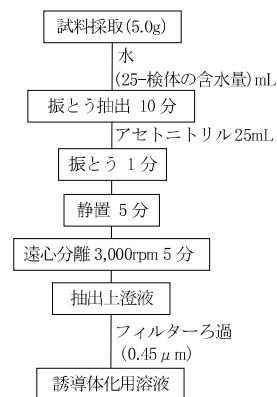 試料採取(5.0g)
水
(25-検体の含水量)mL
振とう抽出 10 分
アセトニトリル25mL
振とう 1 分
静置 5 分
遠心分離 3,000rpm 5 分
抽出上澄液
フィルターろ過
(0.45μm)
誘導体化用溶液